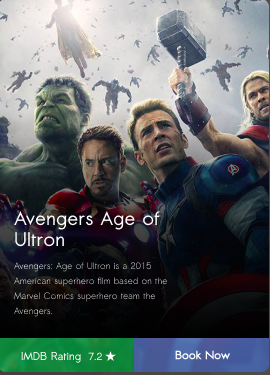 Avengers Age of
Ultron
Avengers: Age of Ultron is a 2015
American superhero film based on the
Marvel Comics superhero team the
Avengers.
IMDB Rating 7.2 ★ Book Now